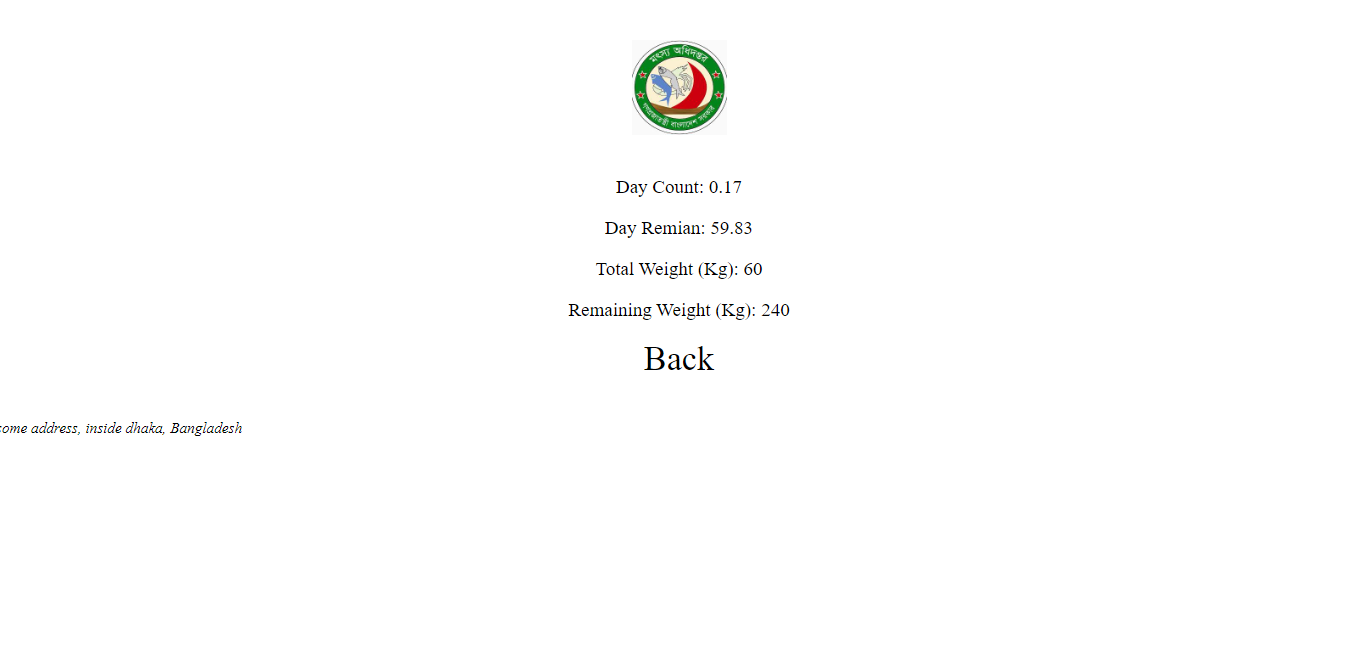 মৎস্য অধিদপ্তর
গণপ্রজাতন্ত্রী বাংলাদেশ সরকার
Day Count: 0.17
Day Remian: 59.83
Total Weight (Kg): 60
Remaining Weight (Kg): 240
Back
some address, inside dhaka, Bangladesh